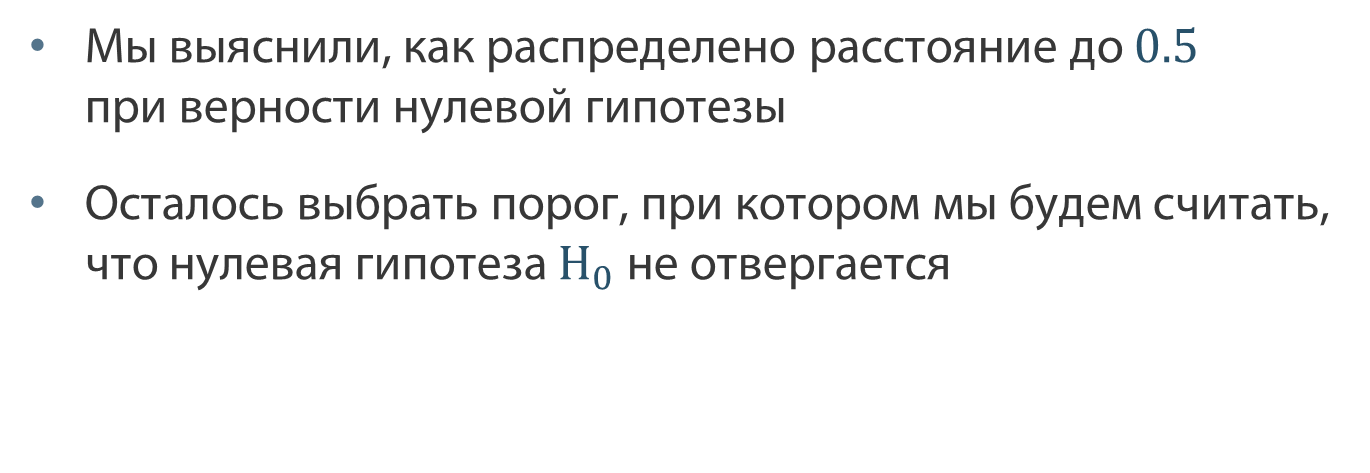 • Мы выяснили, как распределено расстояние до 0.5
при верности нулевой гипотезы
• Осталось выбрать порог, при котором мы будем считать,
что нулевая гипотеза H₀ не отвергается